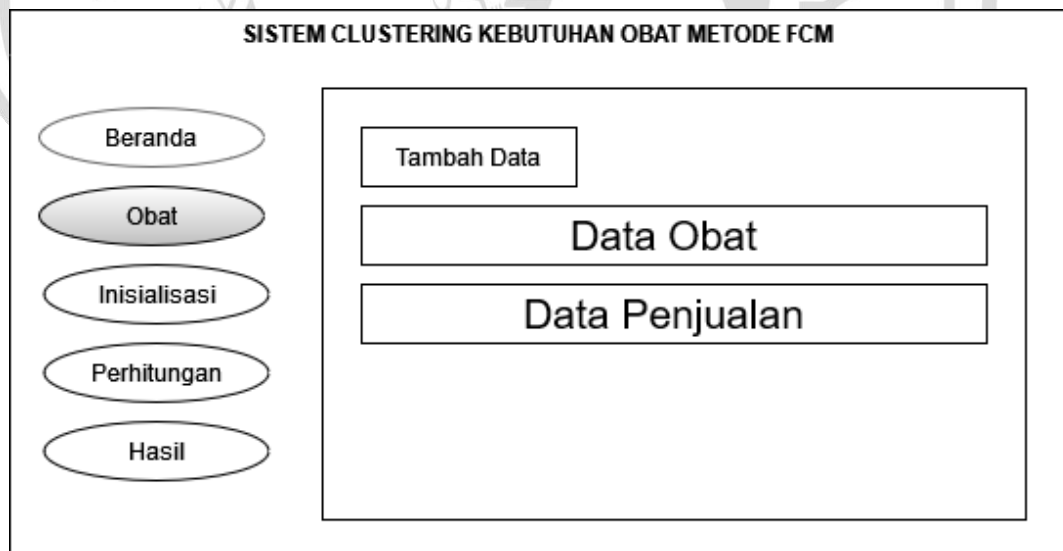 SISTEM CLUSTERING KEBUTUHAN OBAT METODE FCM
Beranda
Obat
Inisialisasi
Perhitungan
Hasil
Tambah Data
Data Obat
Data Penjualan